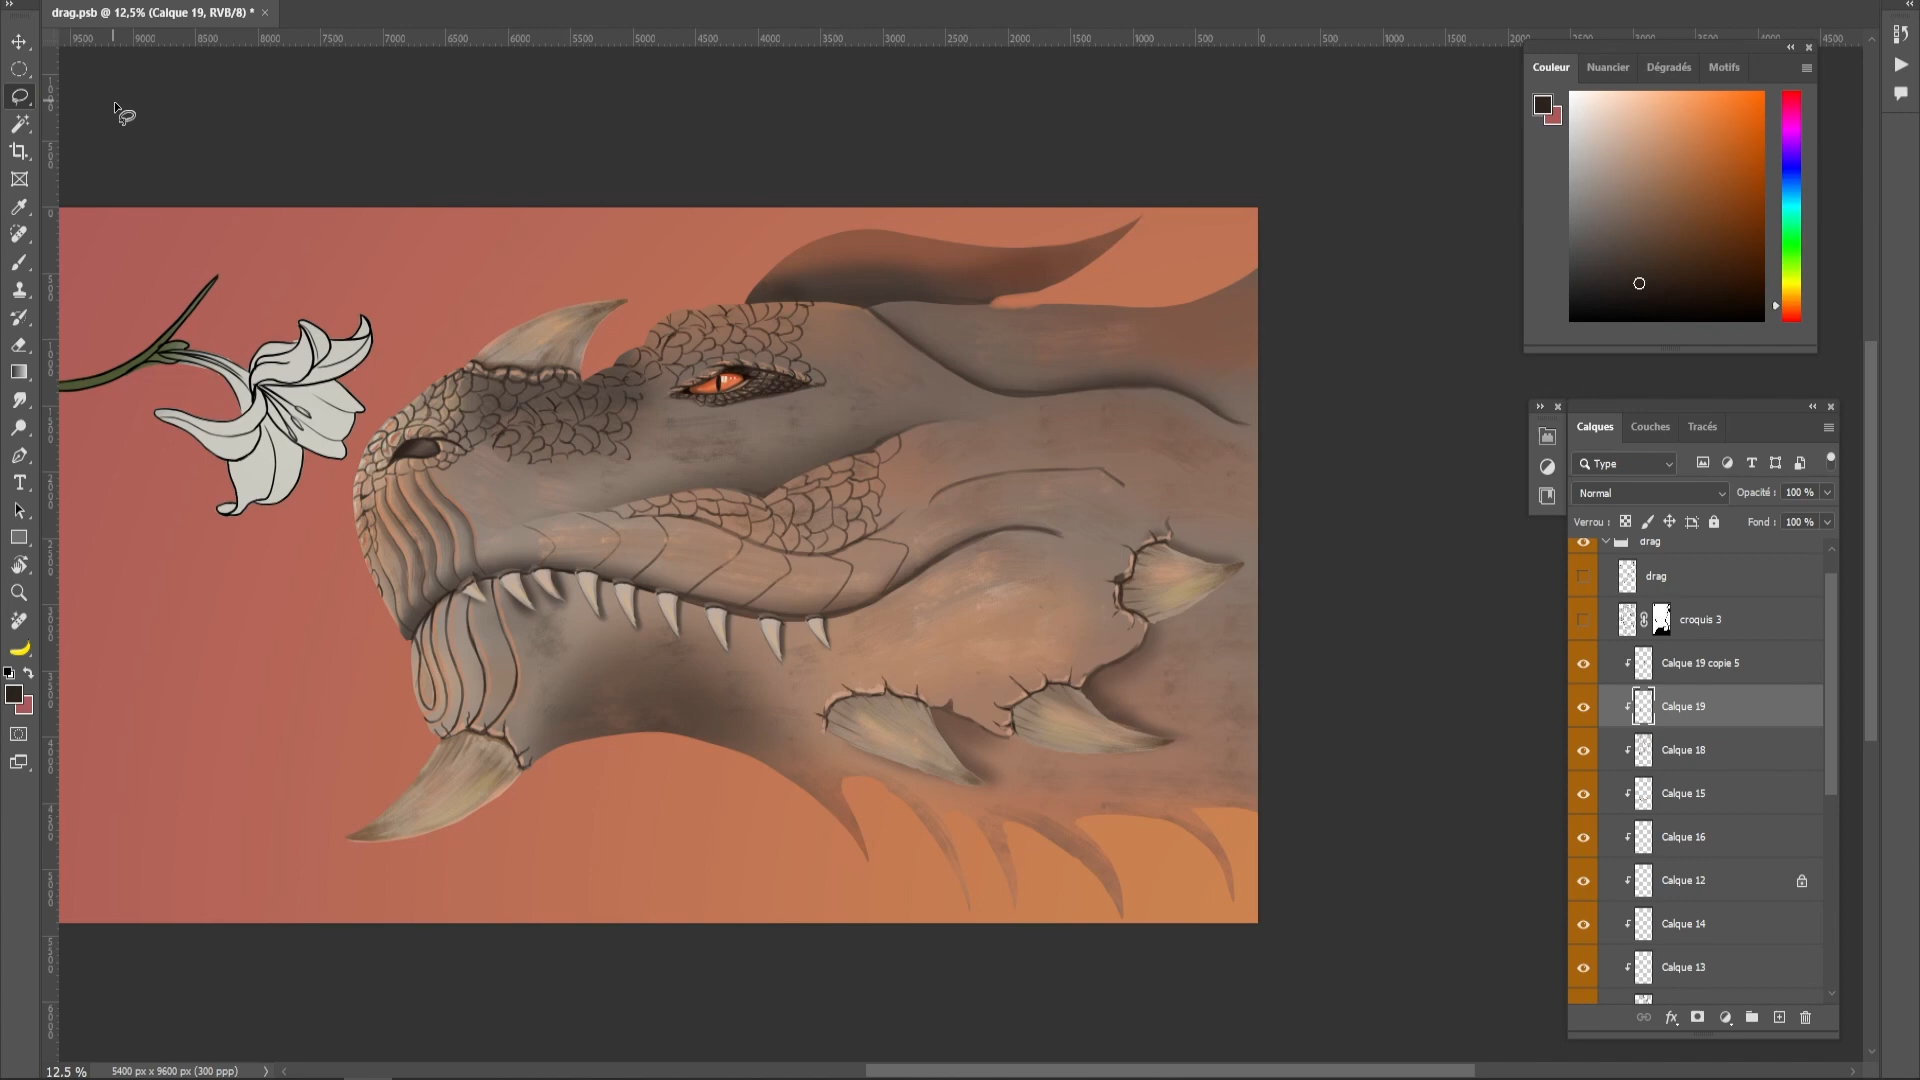 drag.psb @ 12,5% (Calque 19, RVB/8) *
9500 9000 8500 8000 7500 7000 6500 6000 5500 5000 4500 4000 3500 3000 2500 2000 1500 1000 500 0 500 1000 1500 2000 4500
Couleur Nuancier Dégradés Motifs
Calques Couches Tracés
Type
Normal Opacité : 100 %
Verrou : Fond : 100 %
drag
drag
croquis 3
Calque 19 copie 5
Calque 19
Calque 18
Calque 15
Calque 16
Calque 12
Calque 14
Calque 13
fx
12.5 % 5400 px x 9600 px (300 ppp)